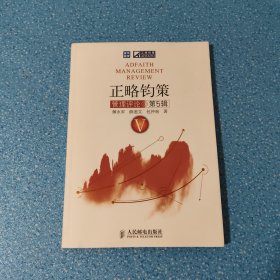 ADFAITH
MANAGEMENT
REVIEW
正略钧策
管理评论 第5辑
V
人民邮电出版社